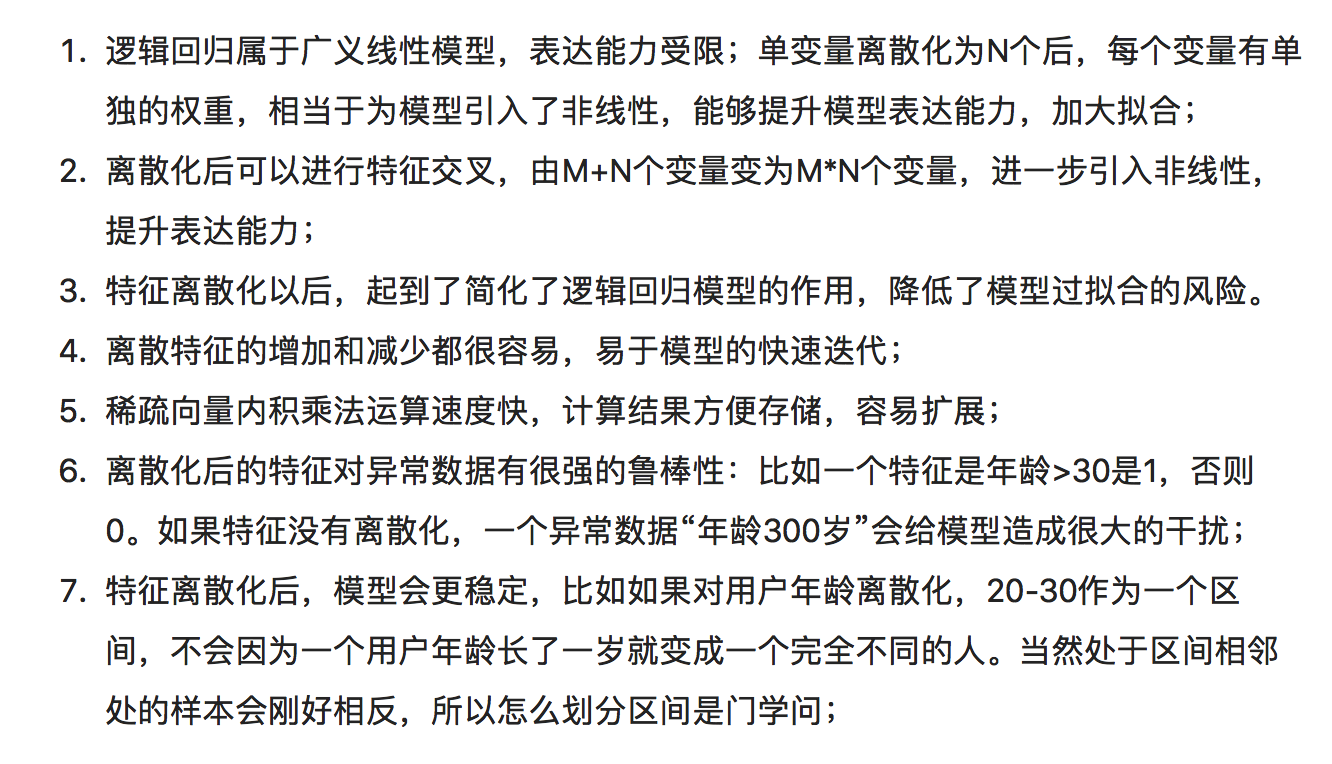 1. 逻辑回归属于广义线性模型，表达能力受限；单变量离散化为N个后，每个变量有单
独的权重，相当于为模型引入了非线性，能够提升模型表达能力，加大拟合；
2. 离散化后可以进行特征交叉，由M+N个变量变为M*N个变量，进一步引入非线性，
提升表达能力；
3. 特征离散化以后，起到了简化了逻辑回归模型的作用，降低了模型过拟合的风险。
4. 离散特征的增加和减少都很容易，易于模型的快速迭代；
5. 稀疏向量内积乘法运算速度快，计算结果方便存储，容易扩展；
6. 离散化后的特征对异常数据有很强的鲁棒性：比如一个特征是年龄>30是1，否则
0。如果特征没有离散化，一个异常数据“年龄300岁”会给模型造成很大的干扰；
7. 特征离散化后，模型会更稳定，比如如果对用户年龄离散化，20-30作为一个区
间，不会因为一个用户年龄长了一岁就变成一个完全不同的人。当然处于区间相邻
处的样本会刚好相反，所以怎么划分区间是门学问；